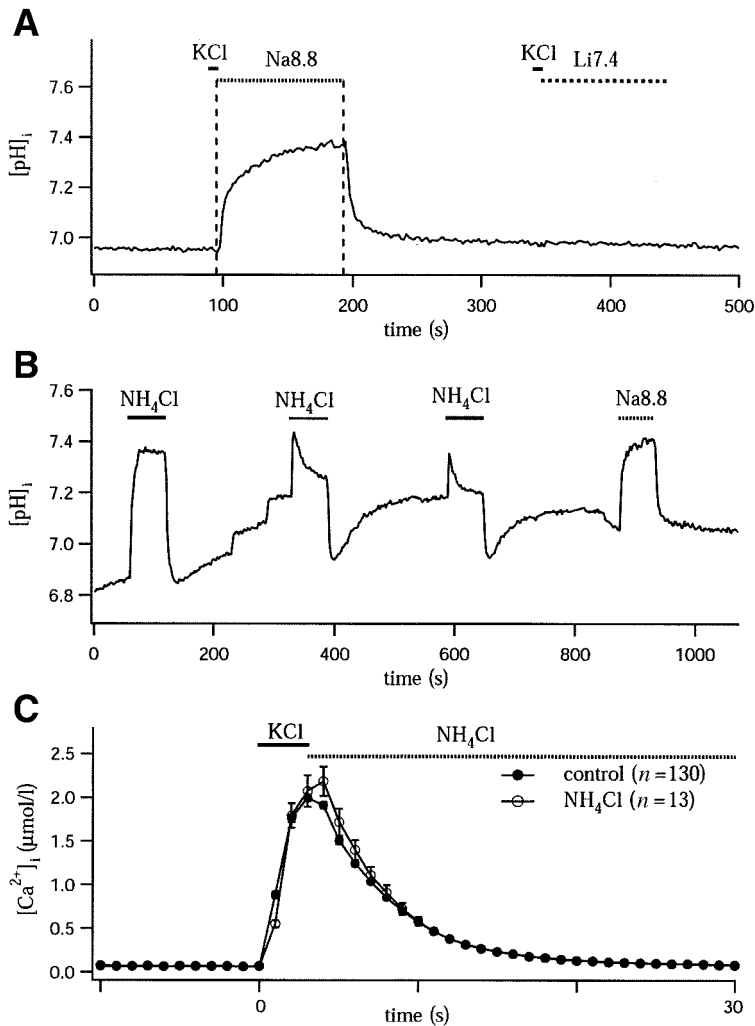 A
KCl Na8.8 KCl Li7.4
7.6
7.4
7.2
7.0
[pH]i
0 100 200 300 400 500
time (s)
B
NH4Cl NH4Cl NH4Cl Na8.8
7.6
7.4
7.2
7.0
6.8
[pH]i
0 200 400 600 800 1000
time (s)
C
KCl NH4Cl
control (n=130)
NH4Cl (n=13)
2.5
2.0
1.5
1.0
0.5
0.0
[Ca2+]i (μmol/l)
0 30
time (s)